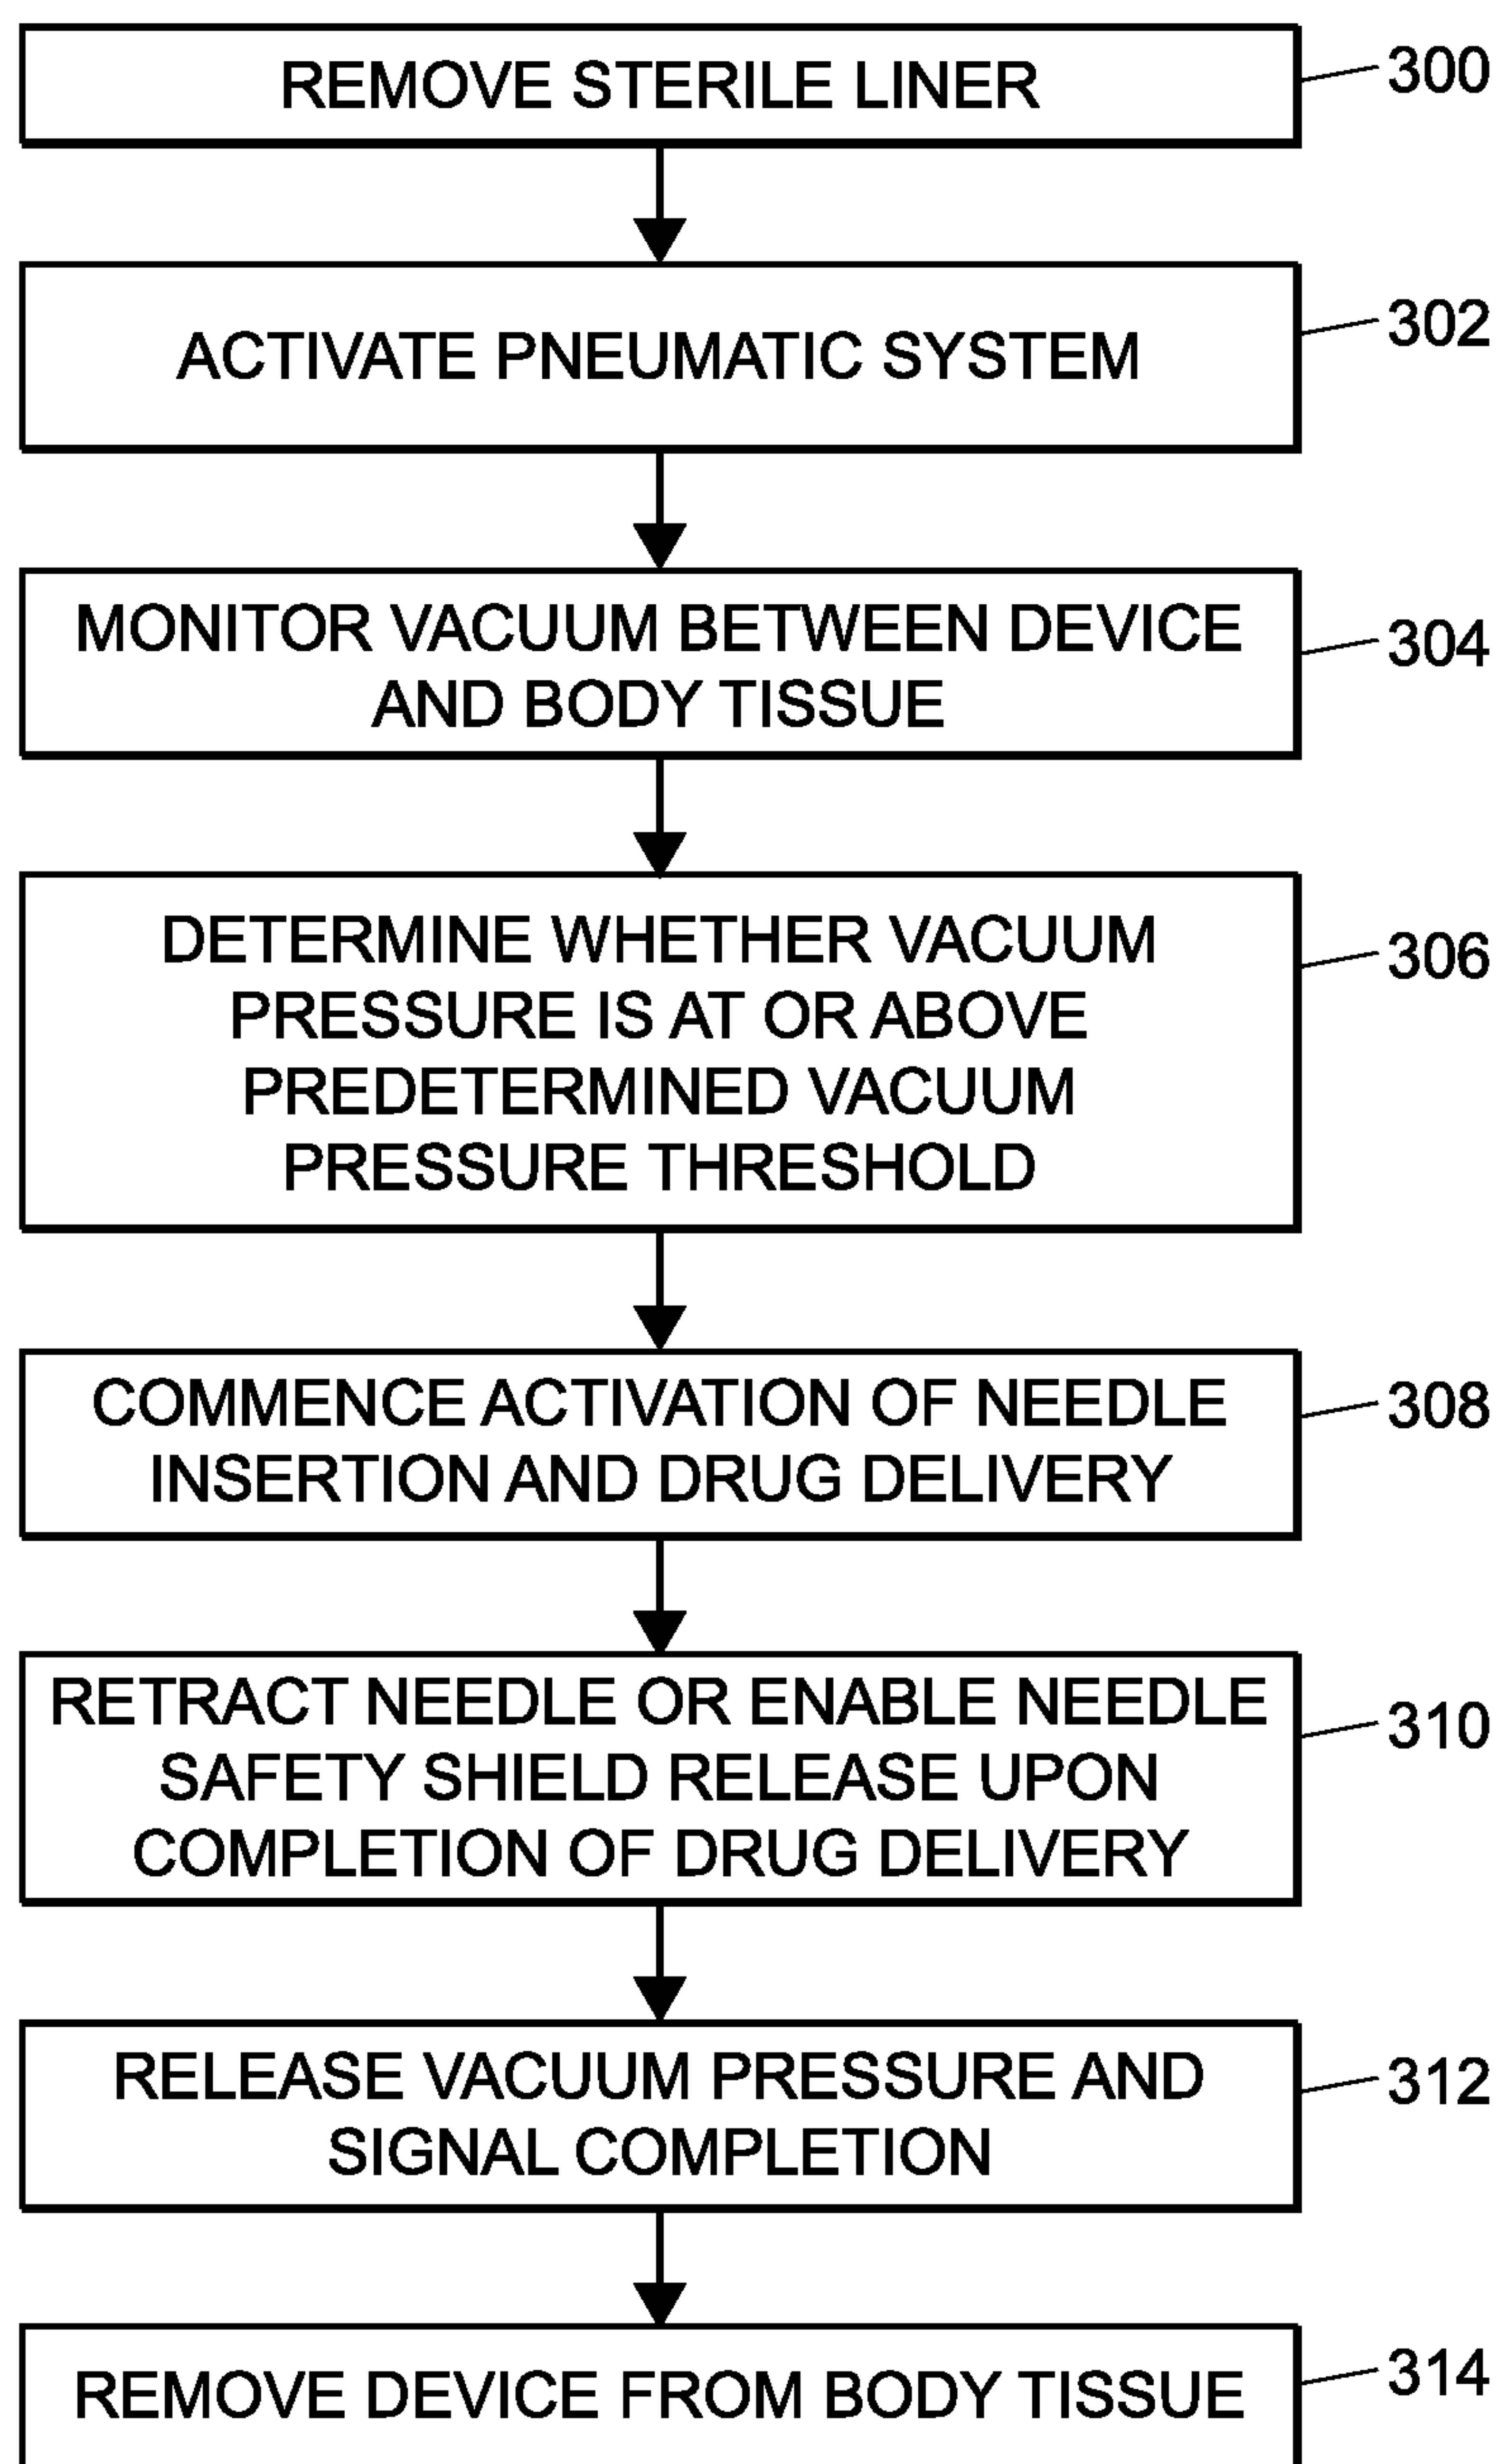 REMOVE STERILE LINER
300
ACTIVATE PNEUMATIC SYSTEM
302
MONITOR VACUUM BETWEEN DEVICE
AND BODY TISSUE
304
DETERMINE WHETHER VACUUM
PRESSURE IS AT OR ABOVE
PREDETERMINED VACUUM
PRESSURE THRESHOLD
306
COMMENCE ACTIVATION OF NEEDLE
INSERTION AND DRUG DELIVERY
308
RETRACT NEEDLE OR ENABLE NEEDLE
SAFETY SHIELD RELEASE UPON
COMPLETION OF DRUG DELIVERY
310
RELEASE VACUUM PRESSURE AND
SIGNAL COMPLETION
312
REMOVE DEVICE FROM BODY TISSUE
314